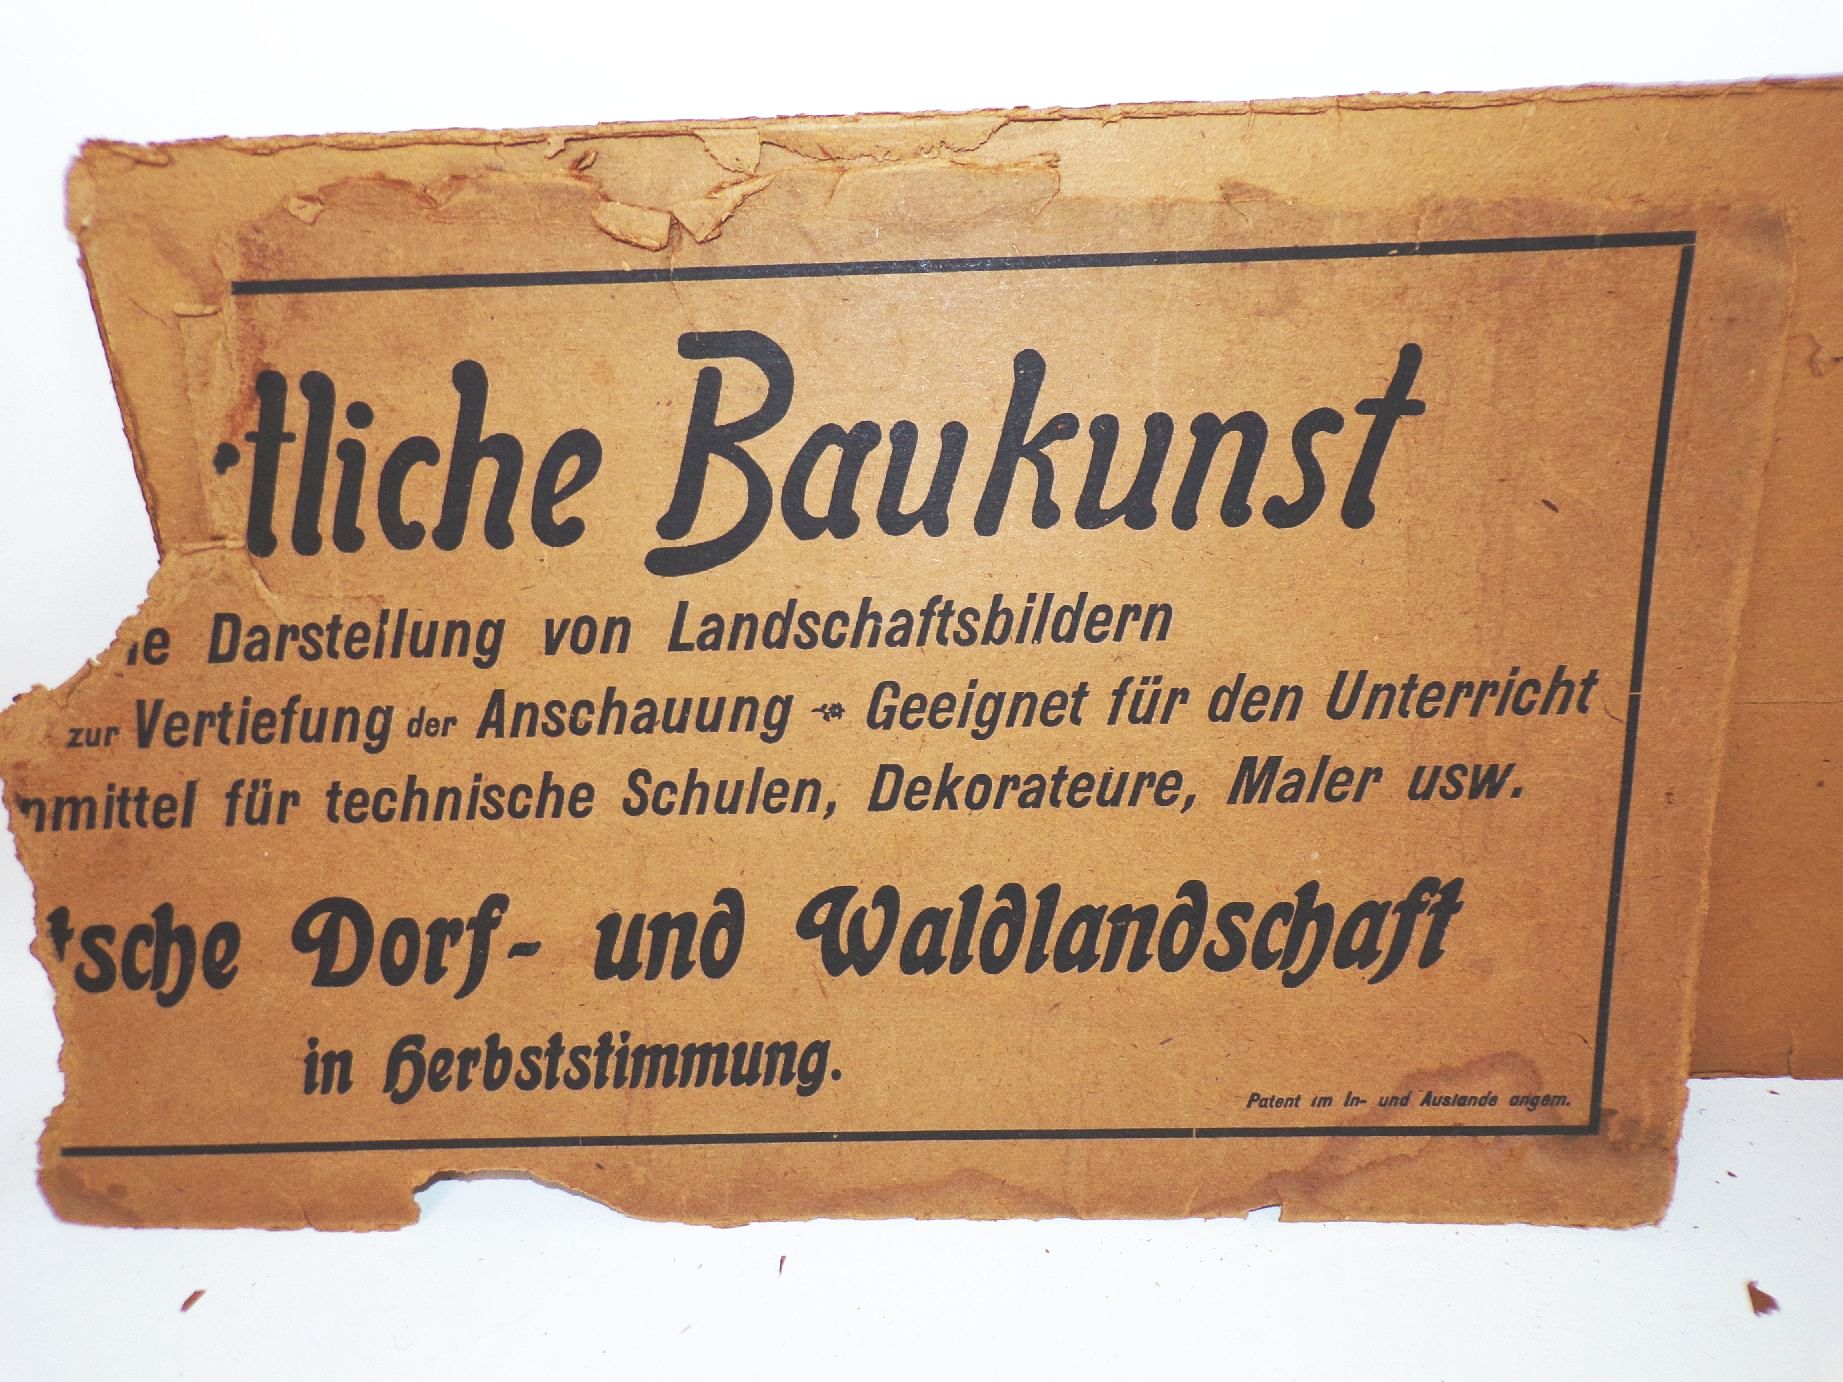 tliche Baukunst
Darstellung von Landschaftsbildern
zur Vertiefung der Anschauung Geeignet für den Unterricht
mittel für technische Schulen, Dekorateure, Maler usw.
tsche Dorf- und Waldlandschaft
in Herbststimmung.
Patent im In- und Auslande angem.